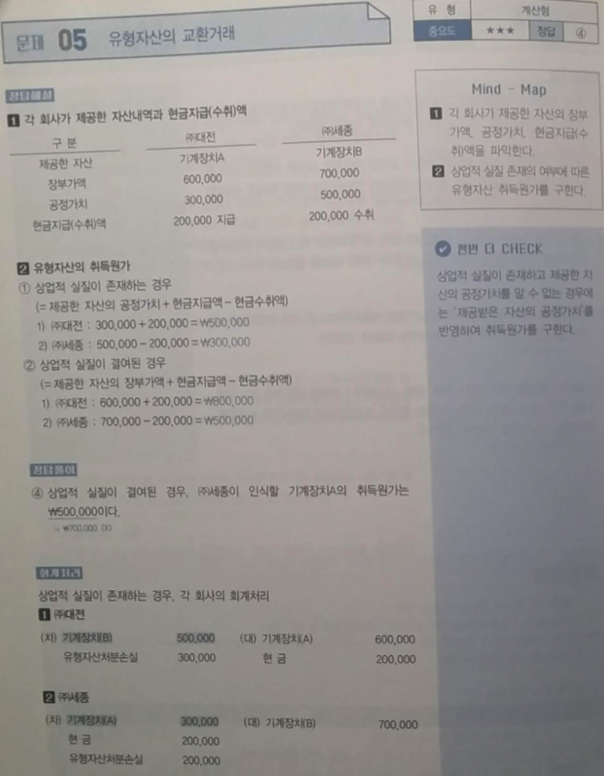 문제 05 유형자산의 교환거래
유 형 계산형
중요도 ★★★ 정답 ④
정답해설
1 각 회사가 제공한 자산내역과 현금지급(수취)액
구 분 ㈜대전 ㈜세종
제공한 자산 기계장치A 기계장치B
장부가액 600,000 700,000
공정가치 300,000 500,000
현금지급(수취)액 200,000 지급 200,000 수취
2 유형자산의 취득원가
① 상업적 실질이 존재하는 경우
(= 제공한 자산의 공정가치 + 현금지급액 - 현금수취액)
1) ㈜대전 : 300,000 + 200,000 = ₩500,000
2) ㈜세종 : 500,000 - 200,000 = ₩300,000
② 상업적 실질이 결여된 경우
(= 제공한 자산의 장부가액 + 현금지급액 - 현금수취액)
1) ㈜대전 : 600,000 + 200,000 = ₩800,000
2) ㈜세종 : 700,000 - 200,000 = ₩500,000
정답풀이
④ 상업적 실질이 결여된 경우, ㈜세종이 인식할 기계장치A의 취득원가는
₩500,000이다.
₩700,000 (X)
회계처리
상업적 실질이 존재하는 경우, 각 회사의 회계처리
1 ㈜대전
(차) 기계장치(B) 500,000 (대) 기계장치(A) 600,000
유형자산처분손실 300,000 현 금 200,000
2 ㈜세종
(차) 기계장치(A) 300,000 (대) 기계장치(B) 700,000
현 금 200,000
유형자산처분손실 200,000
Mind - Map
1 각 회사가 제공한 자산의 장부
가액, 공정가치, 현금지급(수
취)액을 파악한다.
2 상업적 실질 존재의 여부에 따른
유형자산 취득원가를 구한다.
한번 더 CHECK
상업적 실질이 존재하고 제공한 자
산의 공정가치를 알 수 없는 경우에
는 '제공받은 자산의 공정가치'를
반영하여 취득원가를 구한다.